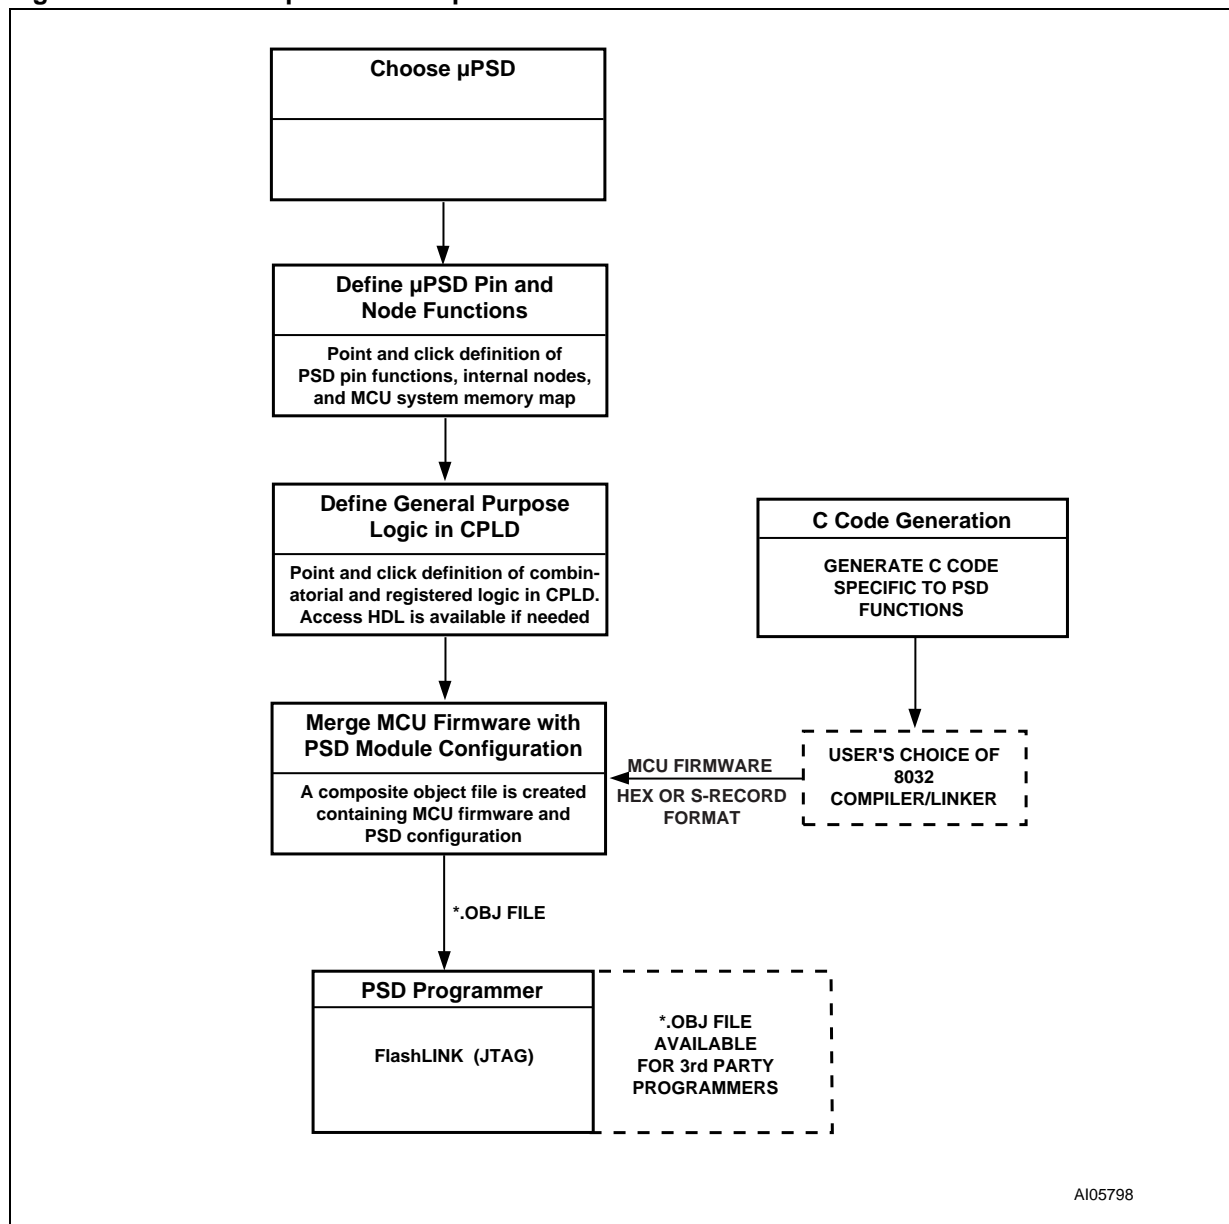 Choose µPSD
Define µPSD Pin and
Node Functions
Point and click definition of
PSD pin functions, internal nodes,
and MCU system memory map
Define General Purpose
Logic in CPLD
Point and click definition of combin-
atorial and registered logic in CPLD.
Access HDL is available if needed
C Code Generation
GENERATE C CODE
SPECIFIC TO PSD
FUNCTIONS
Merge MCU Firmware with
PSD Module Configuration
A composite object file is created
containing MCU firmware and
PSD configuration
MCU FIRMWARE
HEX OR S-RECORD
FORMAT
USER'S CHOICE OF
8032
COMPILER/LINKER
*.OBJ FILE
PSD Programmer
FlashLINK (JTAG)
*.OBJ FILE
AVAILABLE
FOR 3rd PARTY
PROGRAMMERS
AI05798